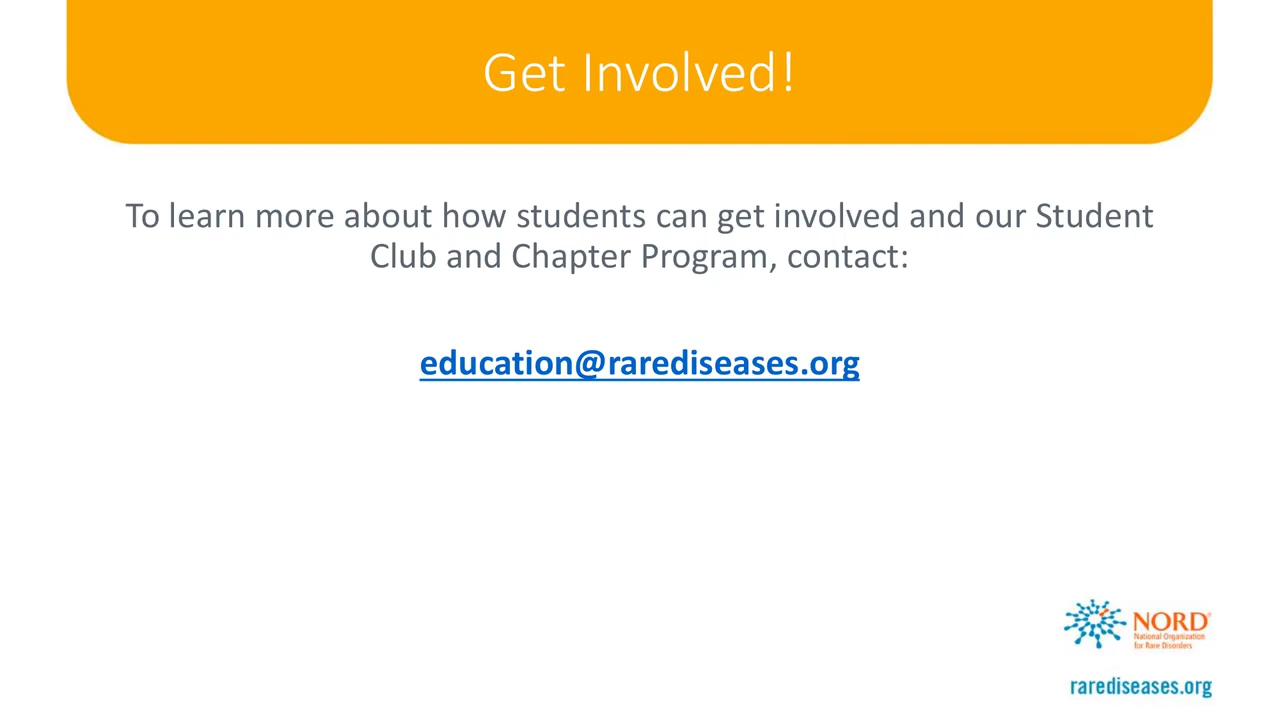 Get Involved!
To learn more about how students can get involved and our Student
Club and Chapter Program, contact:
education@rarediseases.org
NORD®
National Organization
for Rare Disorders
rarediseases.org